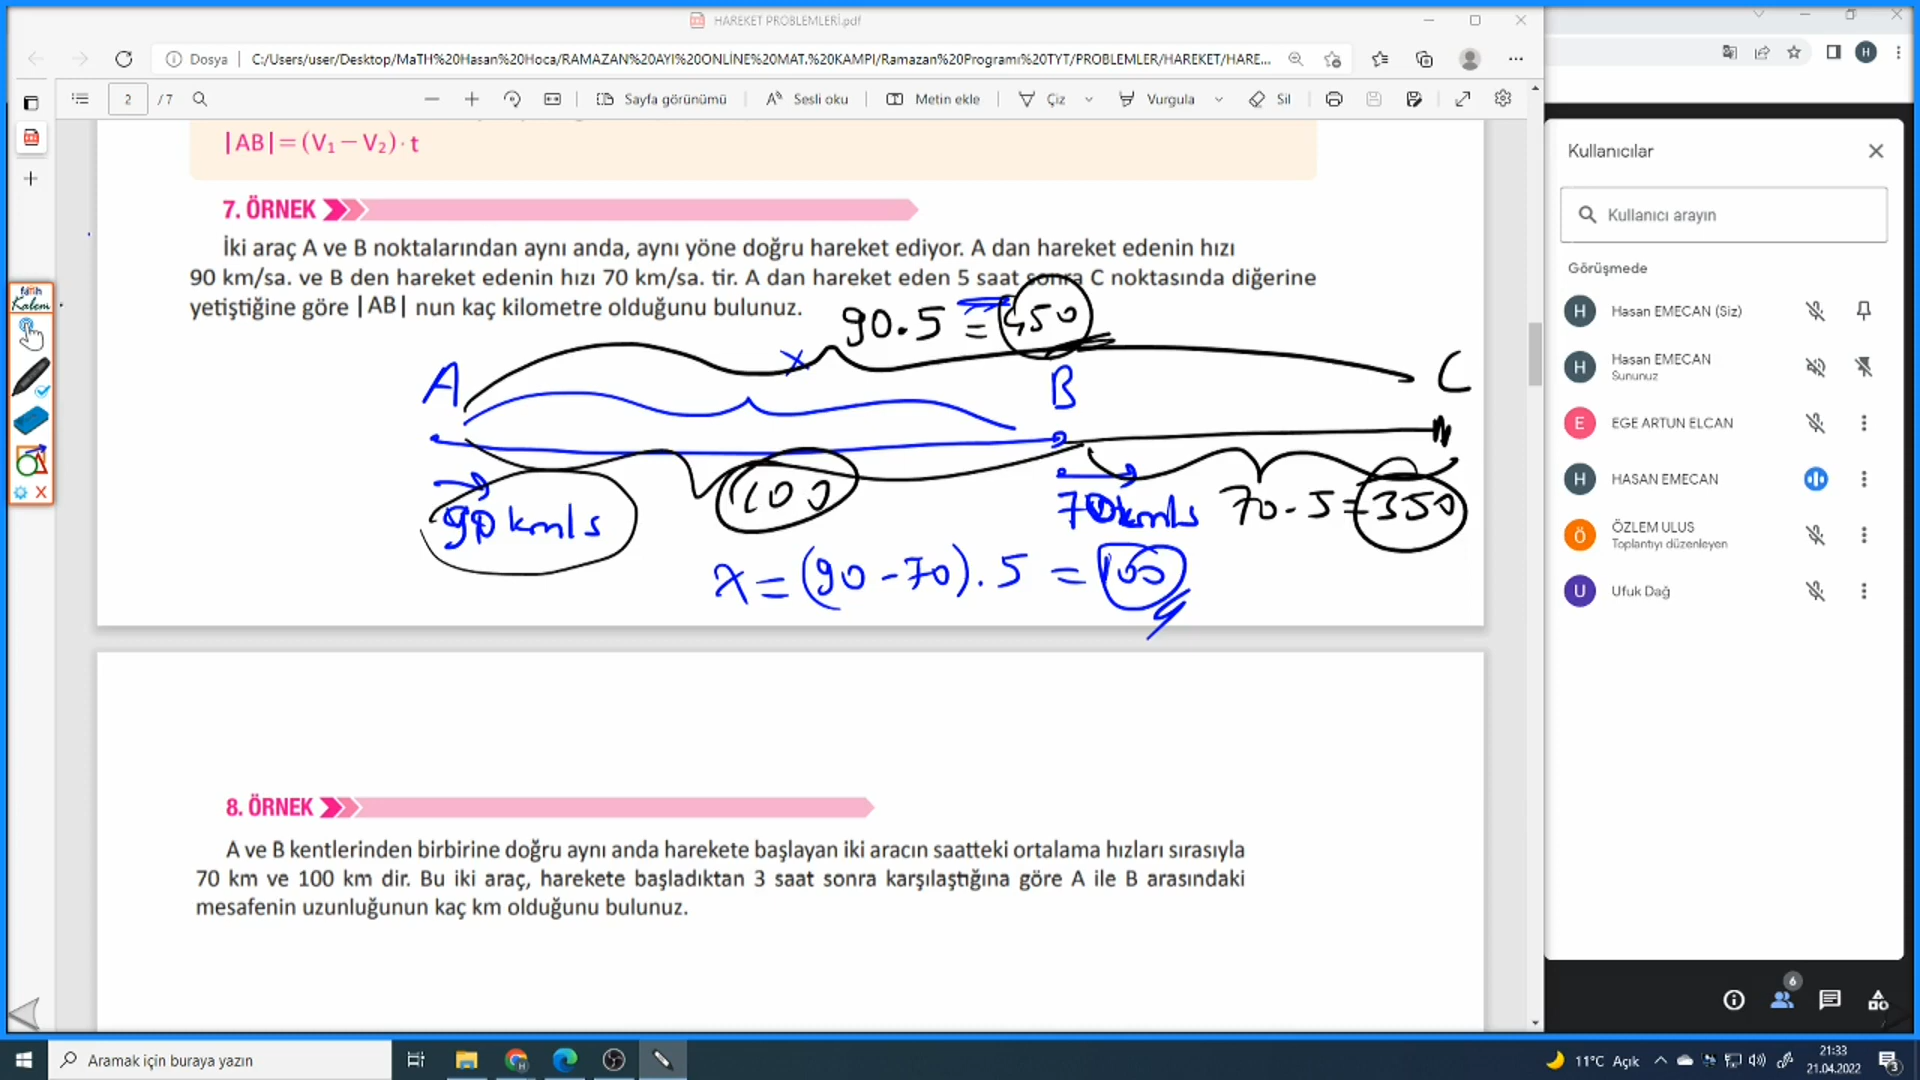 HAREKET PROBLEMLERİ.pdf
Dosya
C:/Users/user/Desktop/MaTH%20Hasan%20Hoca/RAMAZAN%20AYI%20ONLİNE%20MAT.%20KAMPI/Ramazan%20Programı%20TYT/PROBLEMLER/HAREKET/HARE...
2 /7
Sayfa görünümü
Sesli oku
Metin ekle
Çiz
Vurgula
Sil
|AB| = (V₁ − V₂) · t
7. ÖRNEK
İki araç A ve B noktalarından aynı anda, aynı yöne doğru hareket ediyor. A dan hareket edenin hızı
90 km/sa. ve B den hareket edenin hızı 70 km/sa. tir. A dan hareket eden 5 saat sonra C noktasında diğerine
yetiştiğine göre |AB| nun kaç kilometre olduğunu bulunuz.
90.5 = 450
x
A
B
C
90 km/s
100
70 km/s
70.5 = 350
x = (90 - 70) . 5 = 100
8. ÖRNEK
A ve B kentlerinden birbirine doğru aynı anda harekete başlayan iki aracın saatteki ortalama hızları sırasıyla
70 km ve 100 km dir. Bu iki araç, harekete başladıktan 3 saat sonra karşılaştığına göre A ile B arasındaki
mesafenin uzunluğunun kaç km olduğunu bulunuz.
fatih
Kalem
Kullanıcılar
Kullanıcı arayın
Görüşmede
H Hasan EMECAN (Siz)
H Hasan EMECAN
Sununuz
E EGE ARTUN ELCAN
H HASAN EMECAN
Ö ÖZLEM ULUS
Toplantıyı düzenleyen
U Ufuk Dağ
6
H
Aramak için buraya yazın
11°C Açık
21:33
21.04.2022
3